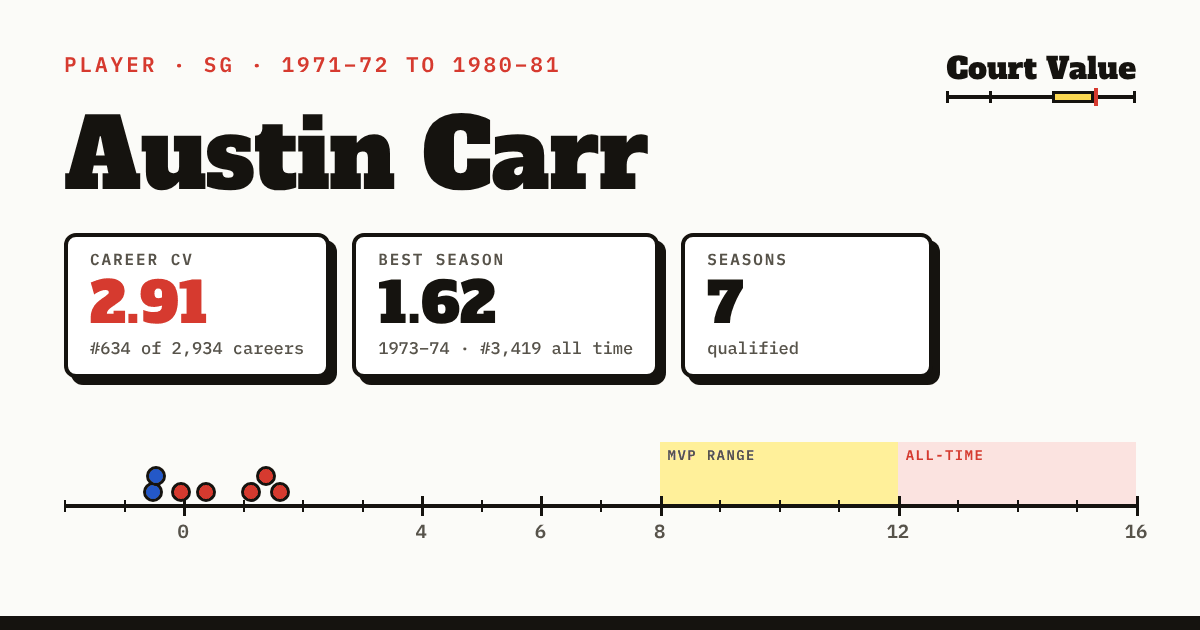 PLAYER · SG · 1971–72 TO 1980–81
Court Value
Austin Carr
CAREER CV
2.91
#634 of 2,934 careers
BEST SEASON
1.62
1973–74 · #3,419 all time
SEASONS
7
qualified
MVP RANGE
ALL-TIME
0 4 6 8 12 16